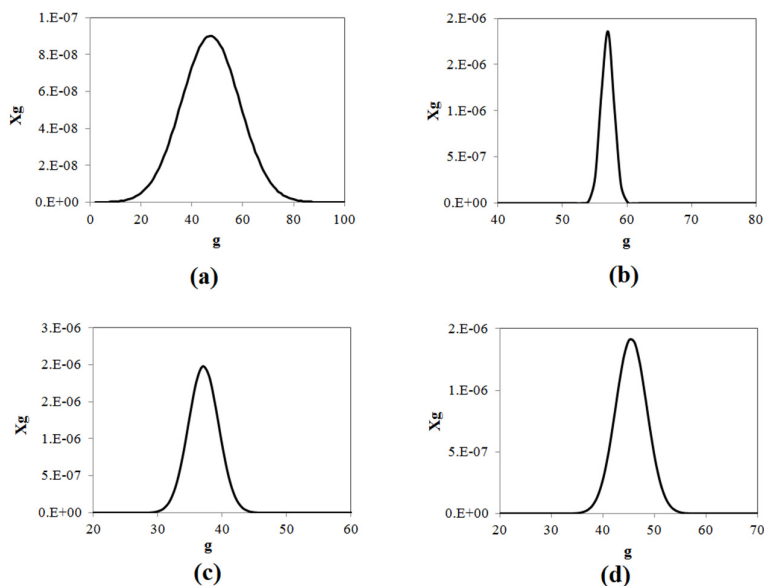 1.E-07
8.E-08
6.E-08
4.E-08
2.E-08
0.E+00
Xg
0 20 40 60 80 100
g
(a)
2.E-06
2.E-06
1.E-06
5.E-07
0.E+00
Xg
40 50 60 70 80
g
(b)
3.E-06
2.E-06
2.E-06
1.E-06
5.E-07
0.E+00
Xg
20 30 40 50 60
g
(c)
2.E-06
1.E-06
5.E-07
0.E+00
Xg
20 30 40 50 60 70
g
(d)